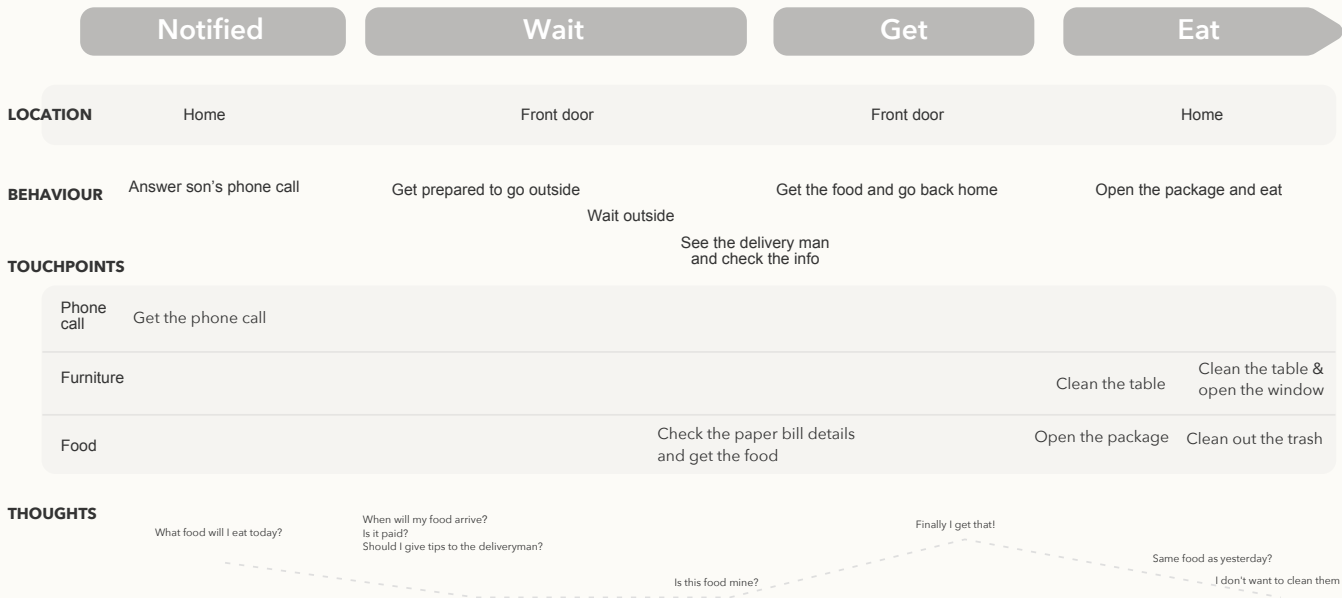 Notified
Wait
Get
Eat
LOCATION
Home
Front door
Front door
Home
BEHAVIOUR
Answer son’s phone call
Get prepared to go outside
Wait outside
See the delivery man
and check the info
Get the food and go back home
Open the package and eat
TOUCHPOINTS
Phone
call
Get the phone call
Furniture
Clean the table
Clean the table &
open the window
Food
Check the paper bill details
and get the food
Open the package
Clean out the trash
THOUGHTS
What food will I eat today?
When will my food arrive?
Is it paid?
Should I give tips to the deliveryman?
Is this food mine?
Finally I get that!
Same food as yesterday?
I don't want to clean them